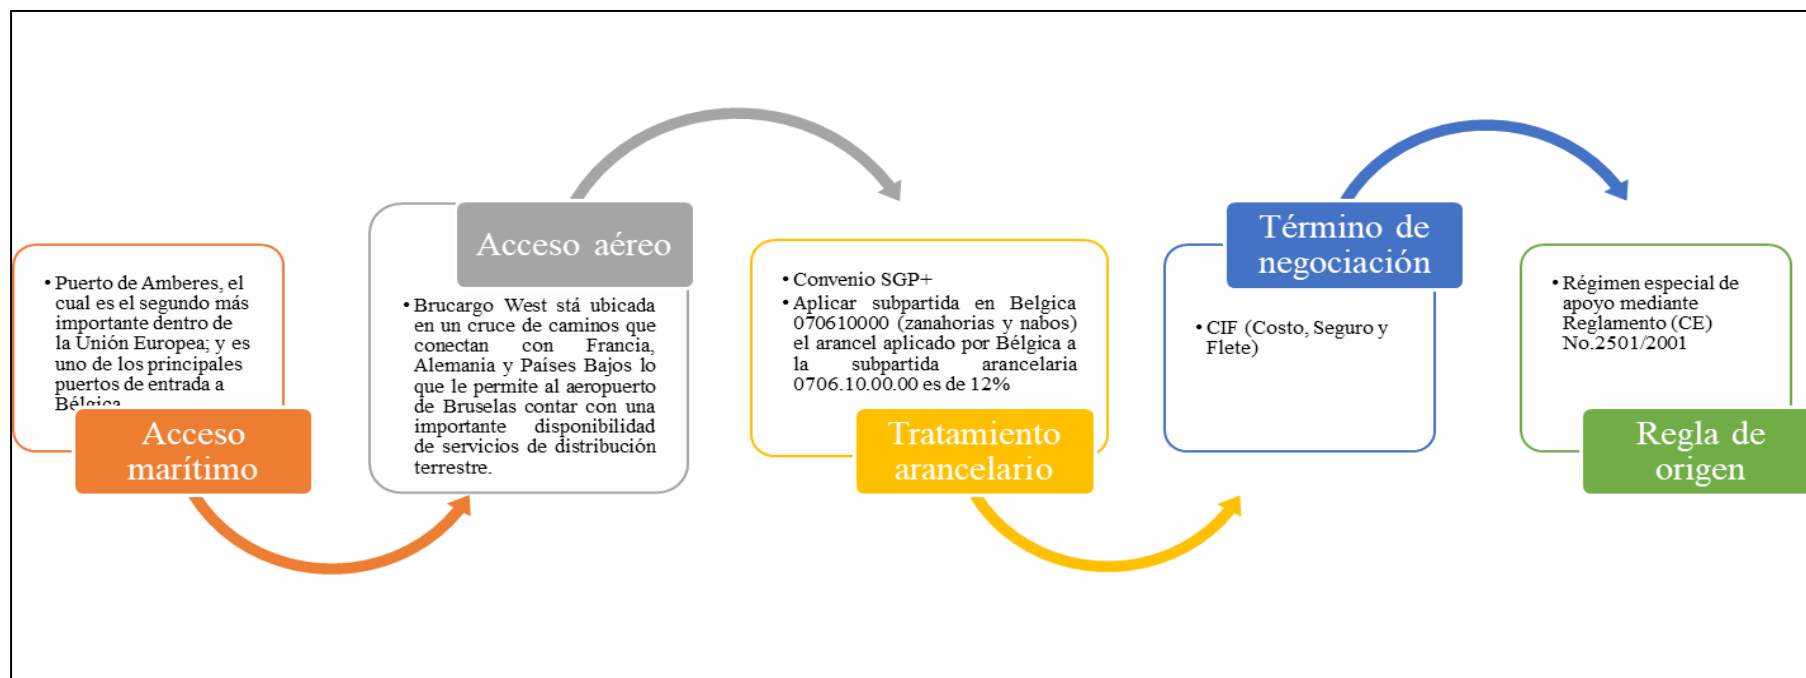 • Puerto de Amberes, el
cual es el segundo más
importante dentro de
la Unión Europea; y es
uno de los principales
puertos de entrada a
Bélgica
Acceso
marítimo
Acceso aéreo
• Brucargo West stá ubicada
en un cruce de caminos que
conectan con Francia,
Alemania y Países Bajos lo
que le permite al aeropuerto
de Bruselas contar con una
importante disponibilidad
de servicios de distribución
terrestre.
• Convenio SGP+
• Aplicar subpartida en Belgica
070610000 (zanahorias y nabos)
el arancel aplicado por Bélgica a
la subpartida arancelaria
0706.10.00.00 es de 12%
Tratamiento
arancelario
Término de
negociación
• CIF (Costo, Seguro y
Flete)
• Régimen especial de
apoyo mediante
Reglamento (CE)
No.2501/2001
Regla de
origen